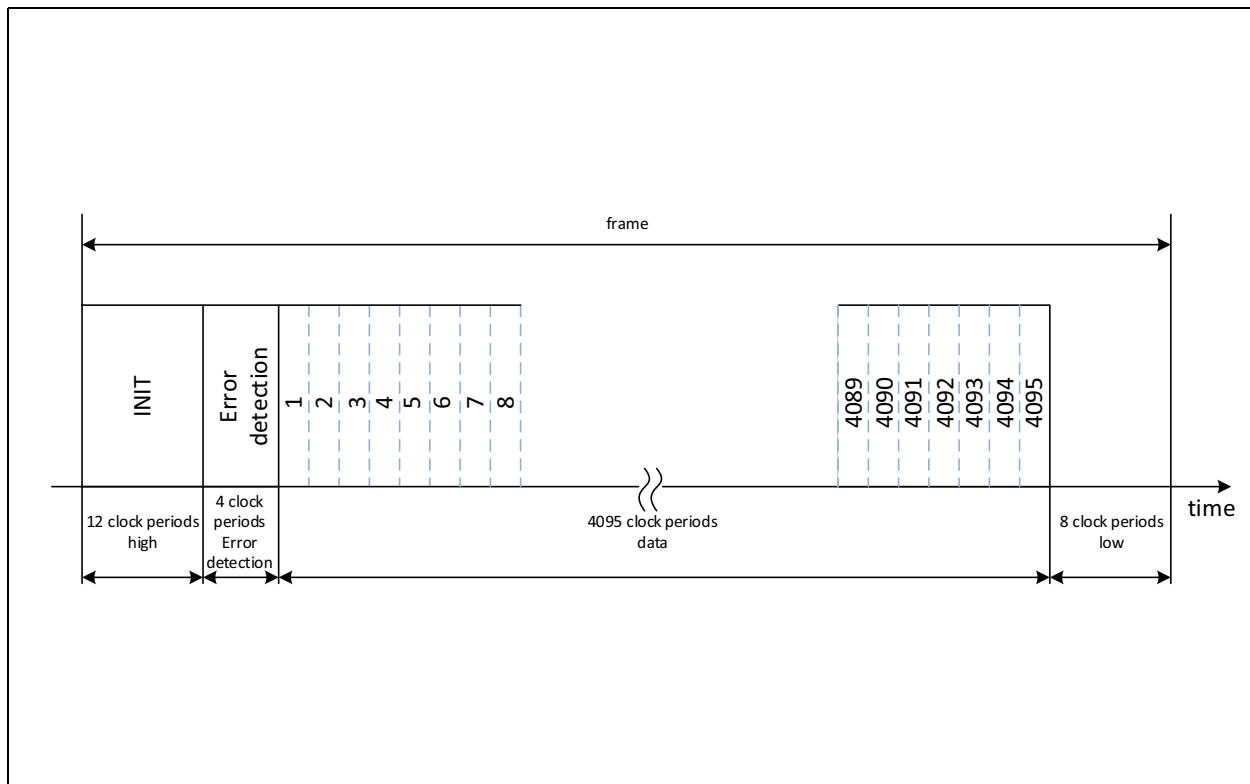 frame
INIT
Error
detection
1
2
3
4
5
6
7
8
4089
4090
4091
4092
4093
4094
4095
time
12 clock periods
high
4 clock
periods
Error
detection
4095 clock periods
data
8 clock periods
low